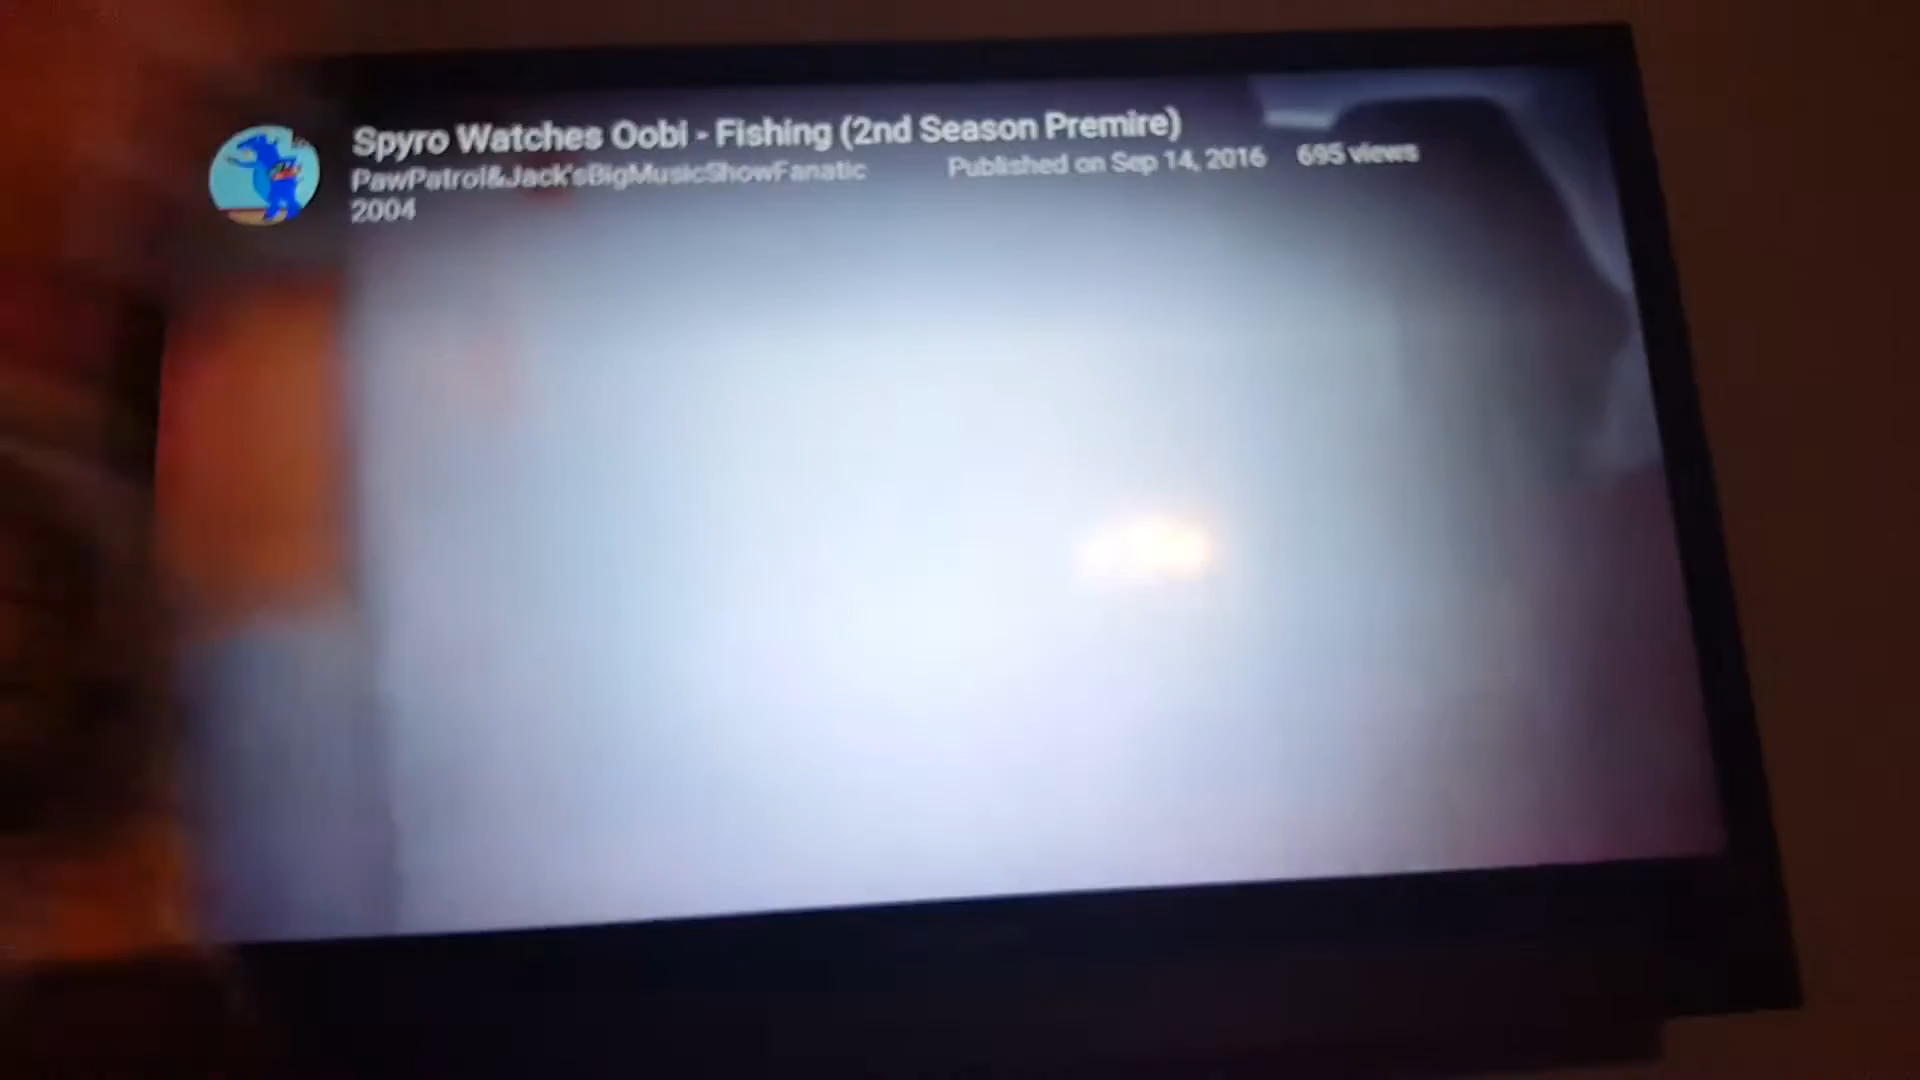 Spyro Watches Oobi - Fishing (2nd Season Premire)
PawPatrol&Jack'sBigMusicShowFanatic Published on Sep 14, 2016 695 views
2004